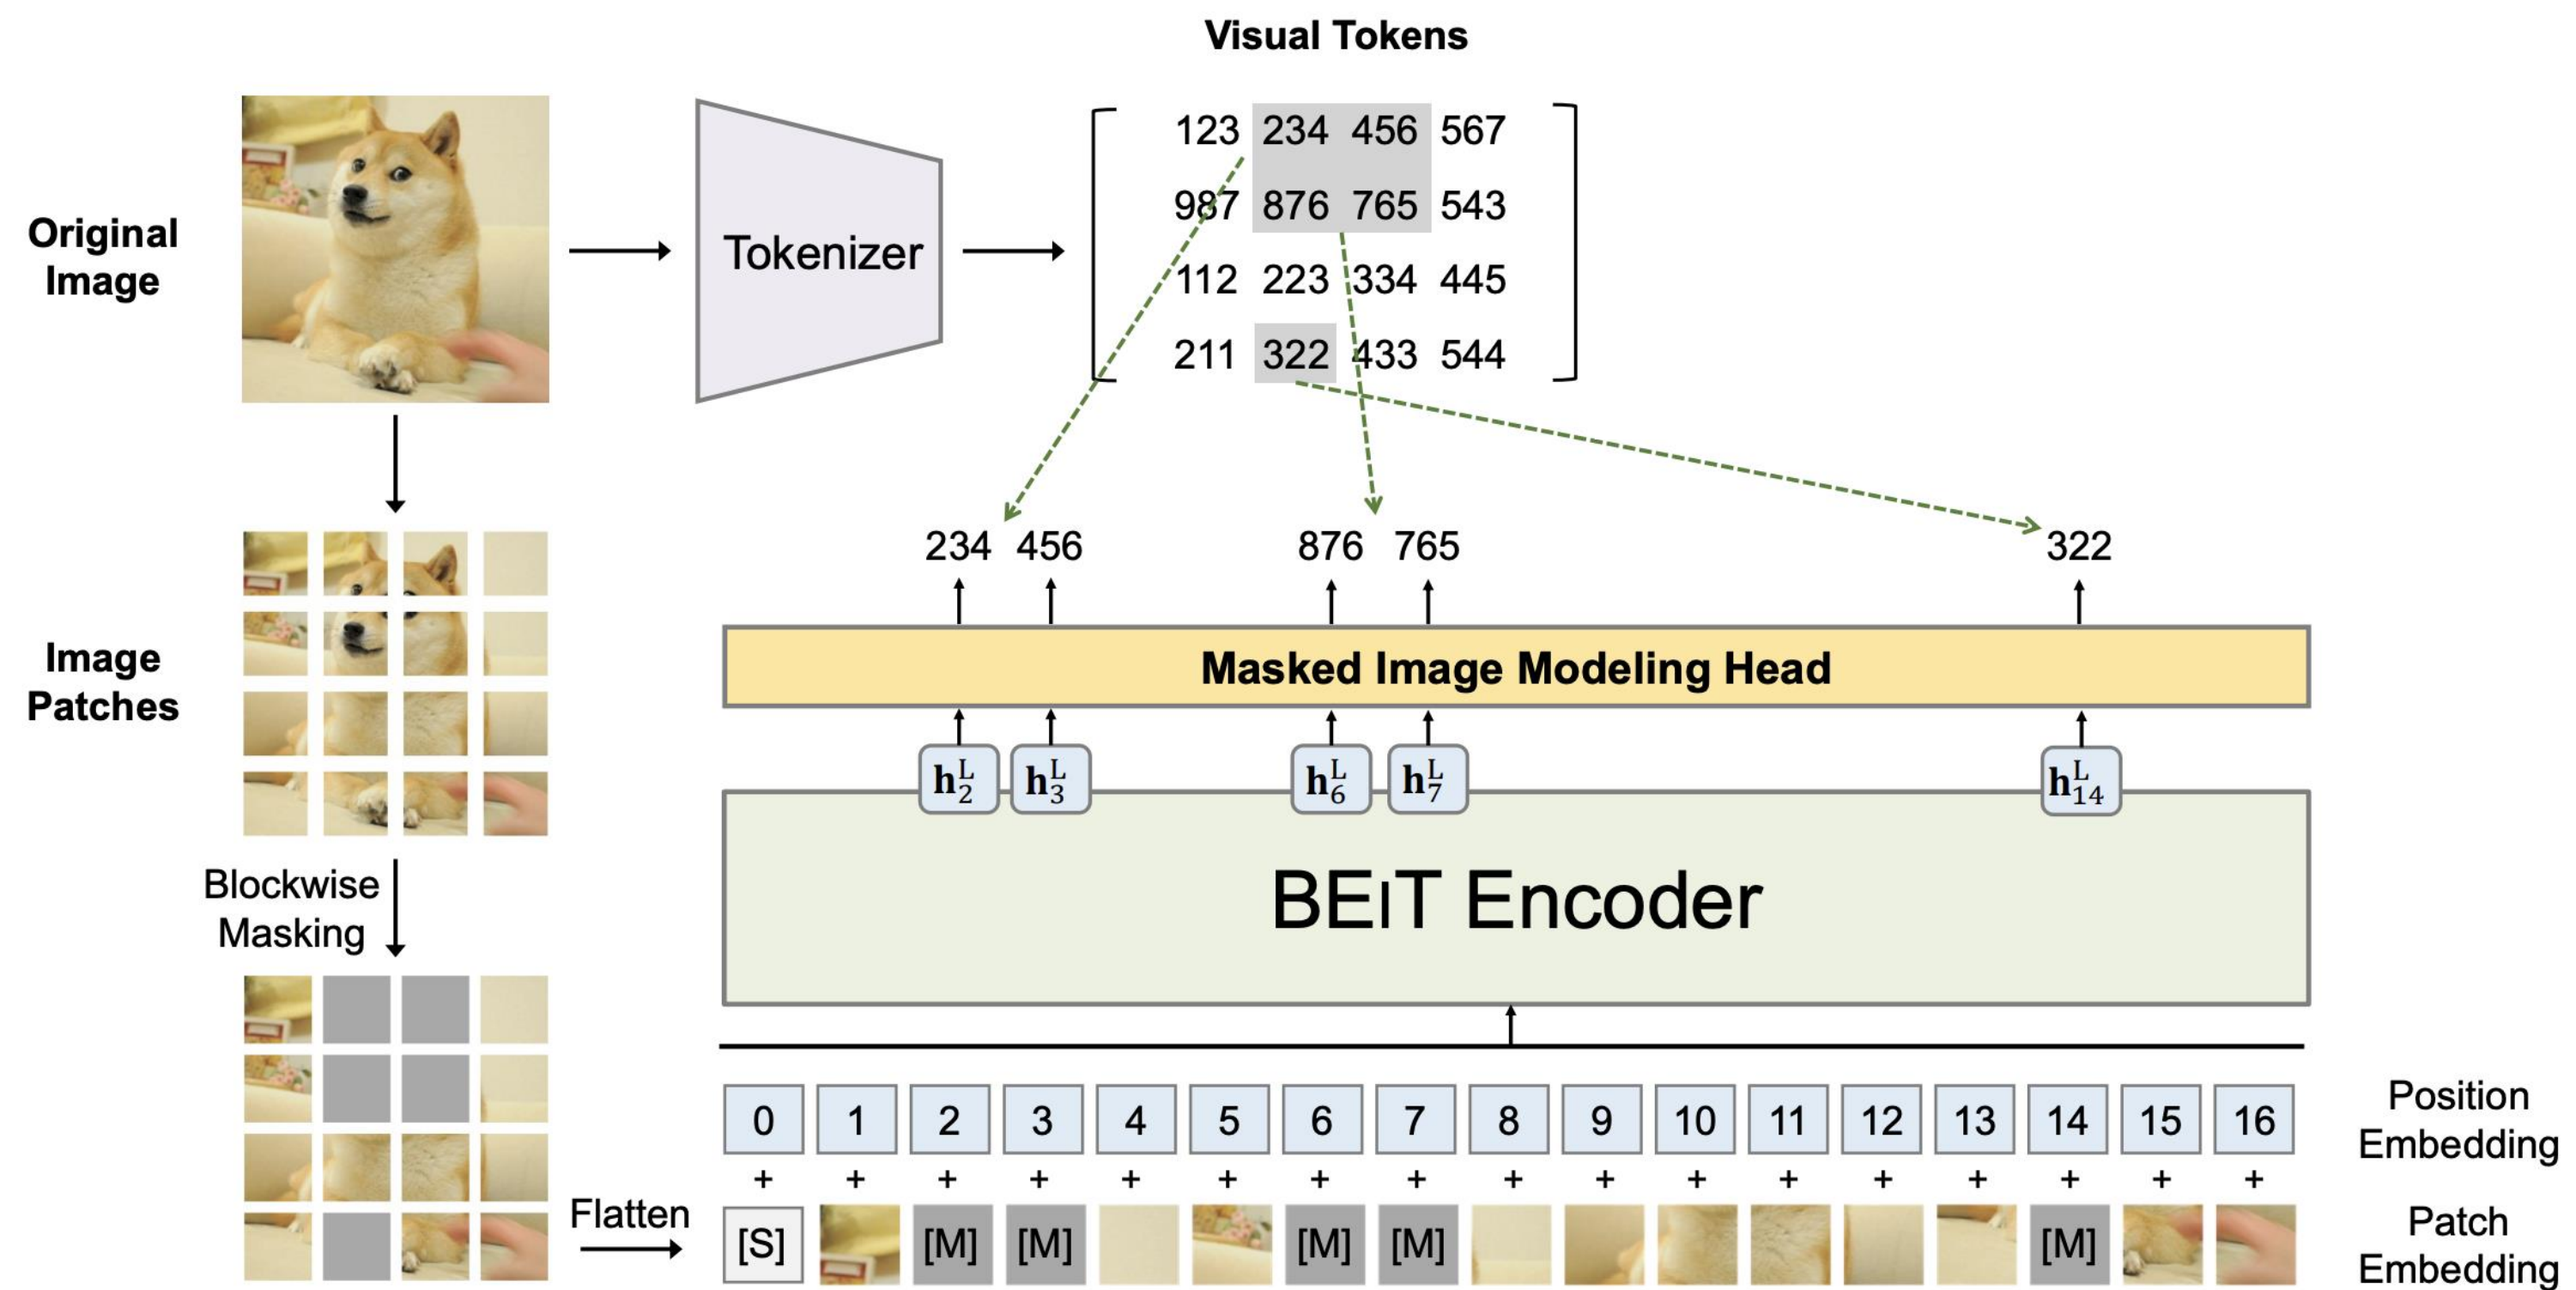 Visual Tokens
Original
Image
Tokenizer
123 234 456 567
987 876 765 543
112 223 334 445
211 322 433 544
234 456 876 765 322
Image
Patches
Masked Image Modeling Head
h₂ᴸ h₃ᴸ h₆ᴸ h₇ᴸ h₁₄ᴸ
BEIT Encoder
Blockwise
Masking
0 1 2 3 4 5 6 7 8 9 10 11 12 13 14 15 16
Position
Embedding
+ + + + + + + + + + + + + + + + +
Flatten
[S] [M] [M] [M] [M] [M]
Patch
Embedding